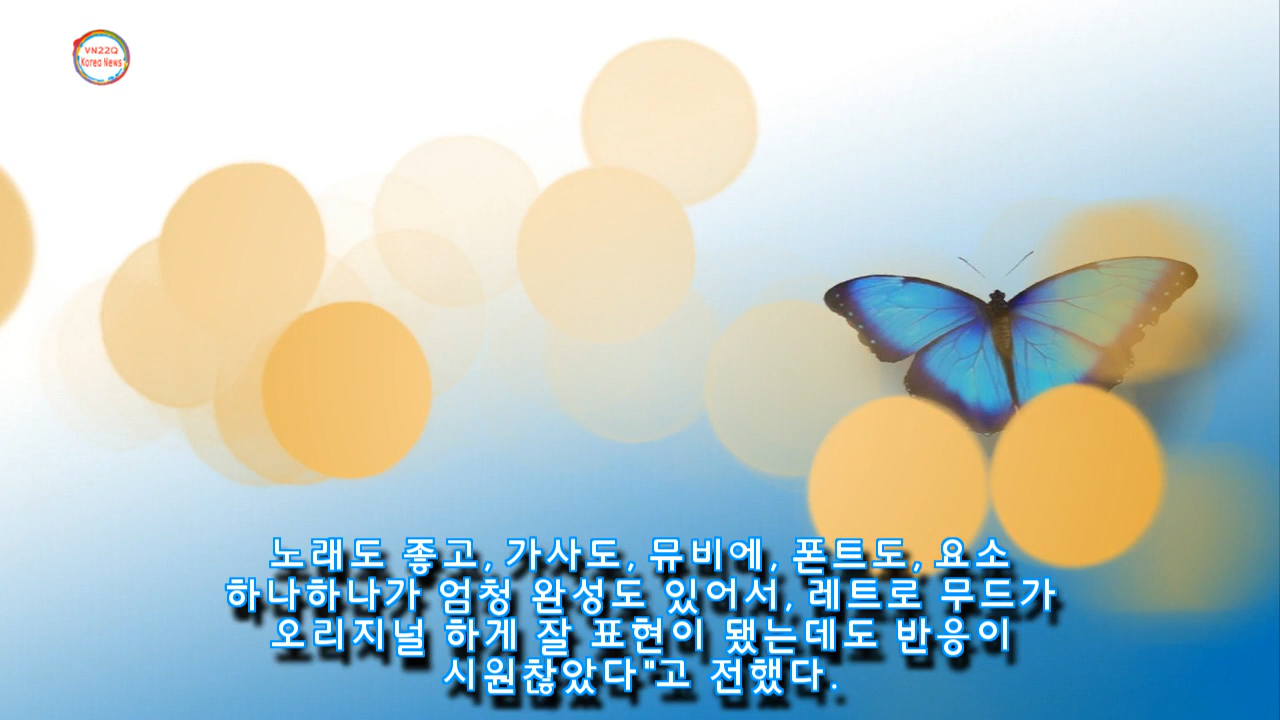 VN22Q
Korea News
노래도 좋고, 가사도, 뮤비에, 폰트도, 요소
하나하나가 엄청 완성도 있어서, 레트로 무드가
오리지널 하게 잘 표현이 됐는데도 반응이
시원찮았다"고 전했다.